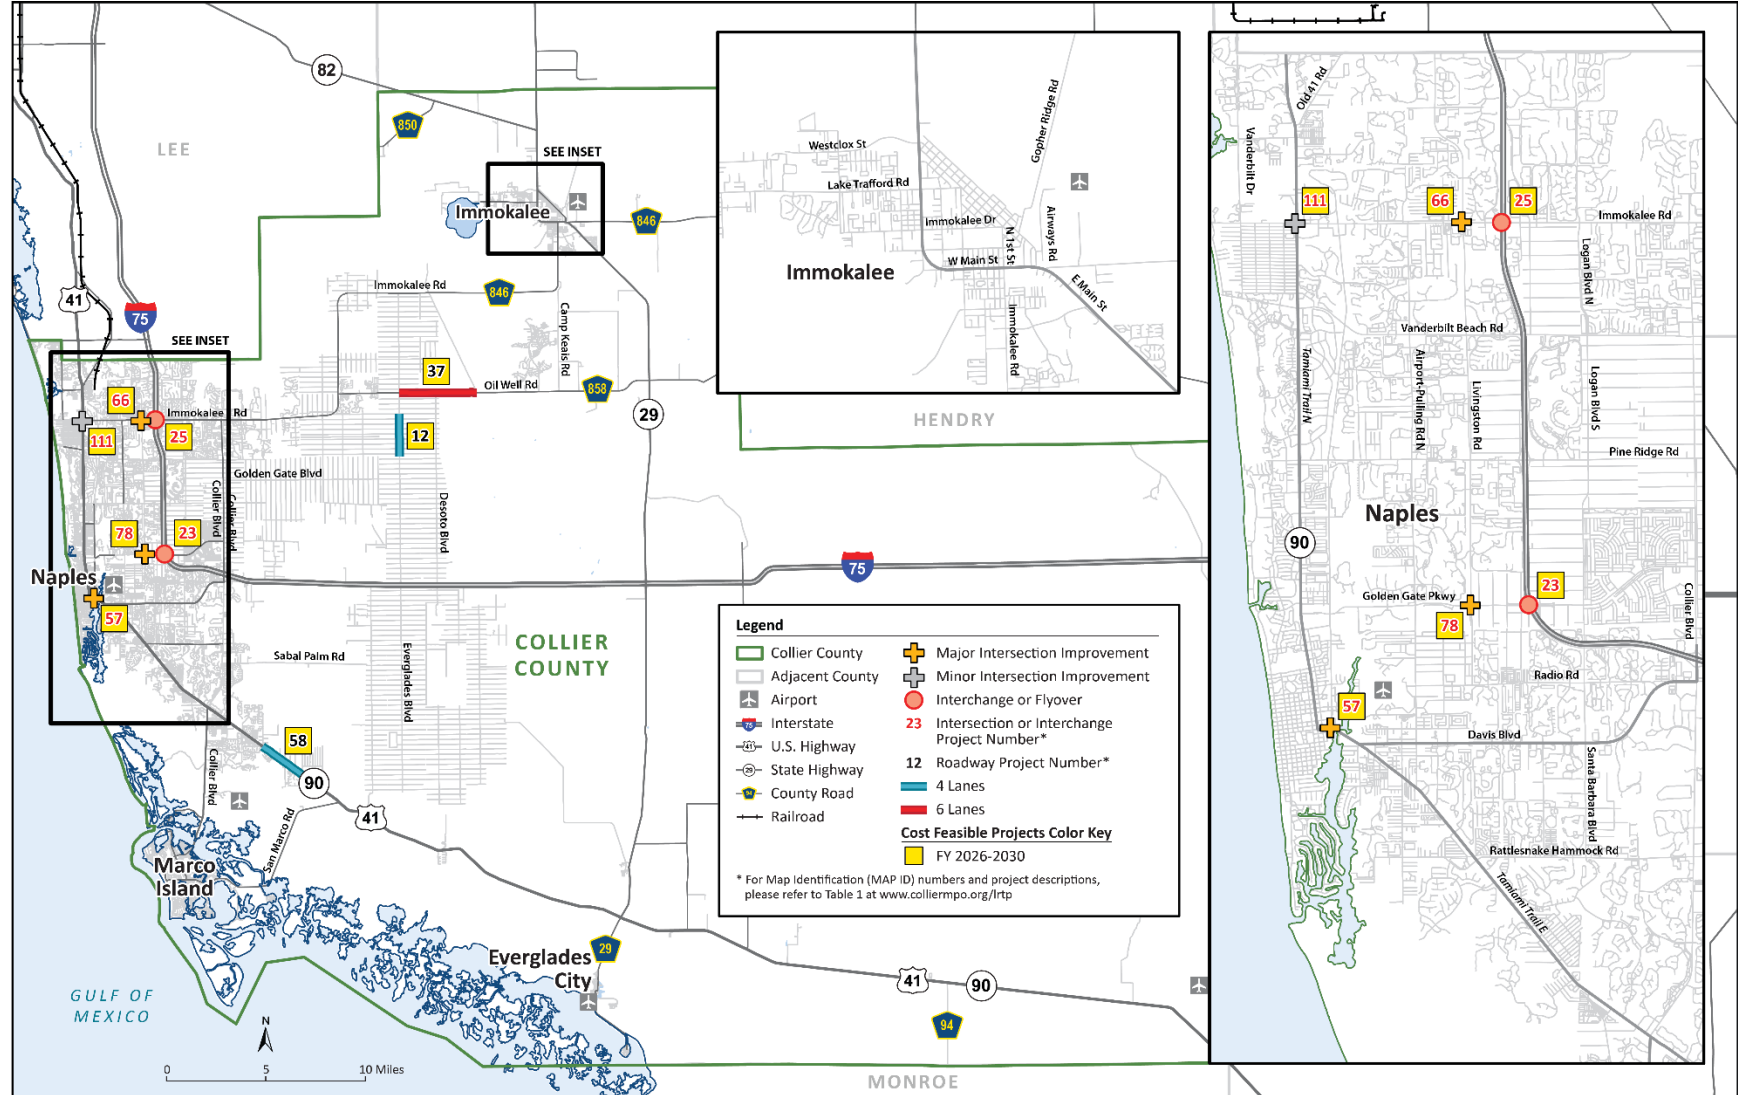 82
850
LEE
SEE INSET
Immokalee
846
41
75
Immokalee Rd
846
Camp Keais Rd
SEE INSET
37
Oil Well Rd
858
29
66
Immokalee Rd
111
25
12
Golden Gate Blvd
Collier Blvd
Collier Blvd
Desoto Blvd
78
23
Naples
57
75
HENDRY
COLLIER
COUNTY
Sabal Palm Rd
Everglades Blvd
58
90
41
Collier Blvd
San Marco Rd
Marco
Island
Everglades
City
29
41
90
94
GULF OF
MEXICO
N
0 5 10 Miles
MONROE
Westclox St
Lake Trafford Rd
Gopher Ridge Rd
Immokalee Dr
N 1st St
Airways Rd
W Main St
E Main St
Immokalee
Immokalee Rd
Old 41 Rd
Vanderbilt Dr
111
66
25
Immokalee Rd
Logan Blvd N
Vanderbilt Beach Rd
Tamiami Trail N
Airport-Pulling Rd N
Livingston Rd
Logan Blvd S
Pine Ridge Rd
Naples
90
Golden Gate Pkwy
78
23
Collier Blvd
Radio Rd
57
Davis Blvd
Santa Barbara Blvd
Rattlesnake Hammock Rd
Tamiami Trail E
Legend
Collier County
Adjacent County
Airport
75 Interstate
41 U.S. Highway
29 State Highway
94 County Road
Railroad
Major Intersection Improvement
Minor Intersection Improvement
Interchange or Flyover
23 Intersection or Interchange
Project Number*
12 Roadway Project Number*
4 Lanes
6 Lanes
Cost Feasible Projects Color Key
FY 2026-2030
* For Map Identification (MAP ID) numbers and project descriptions,
please refer to Table 1 at www.colliermpo.org/lrtp